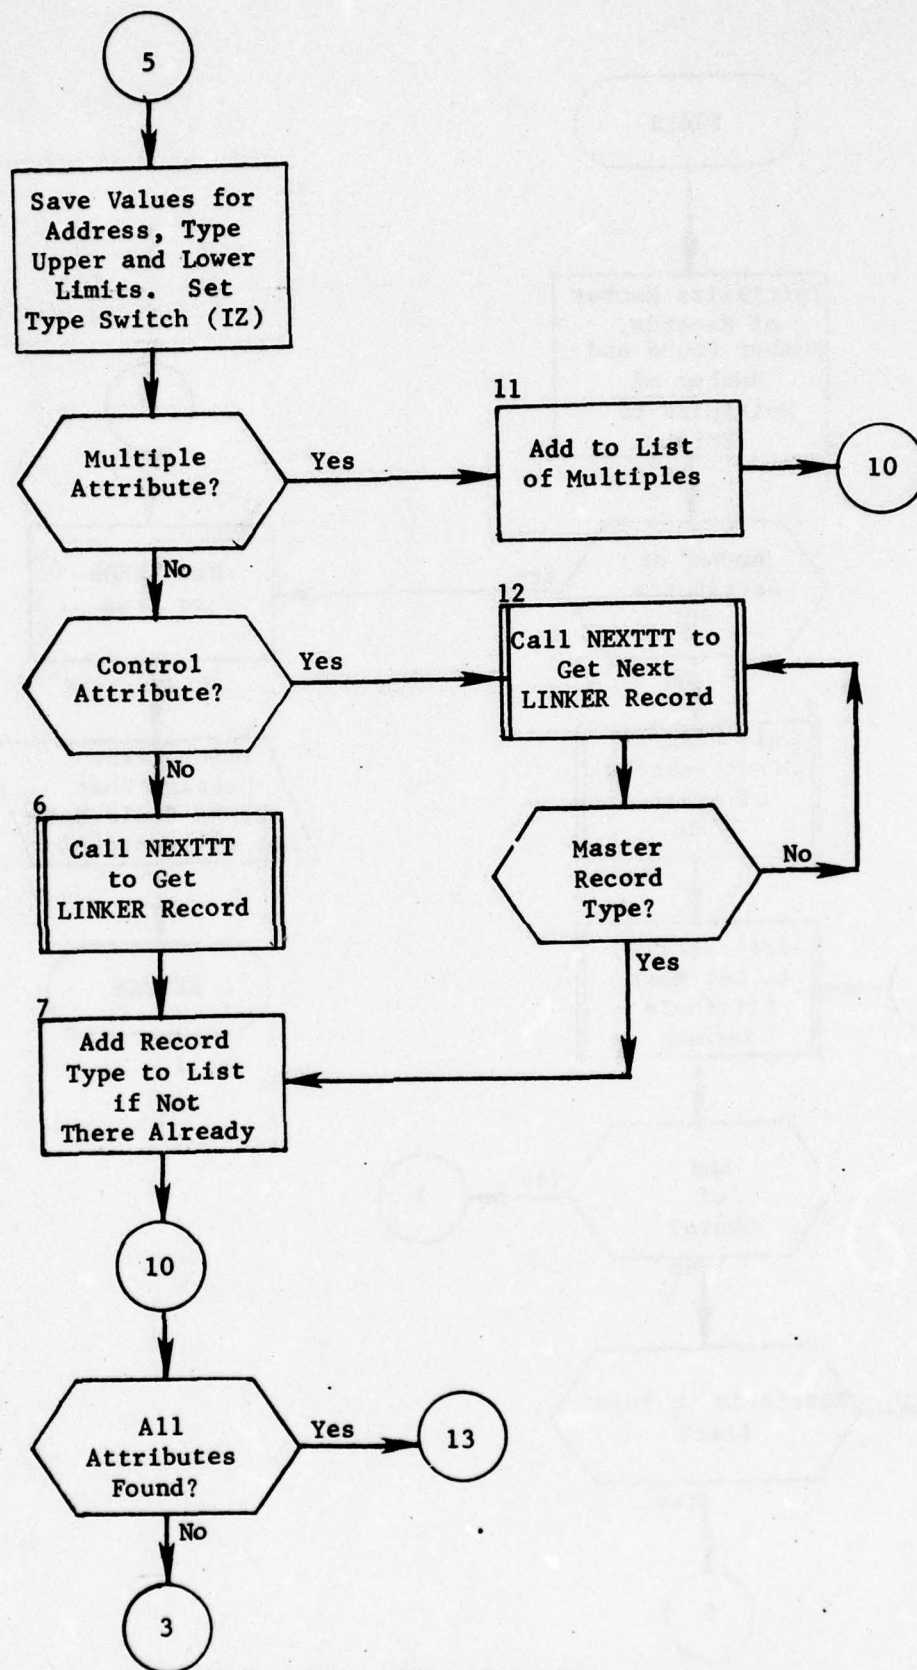 5
Save Values for
Address, Type
Upper and Lower
Limits. Set
Type Switch (IZ)
Multiple
Attribute?
Yes
11
Add to List
of Multiples
10
No
Control
Attribute?
Yes
12
Call NEXTTT to
Get Next
LINKER Record
No
6
Call NEXTTT
to Get
LINKER Record
Master
Record
Type?
No
Yes
7
Add Record
Type to List
if Not
There Already
10
All
Attributes
Found?
Yes
13
No
3